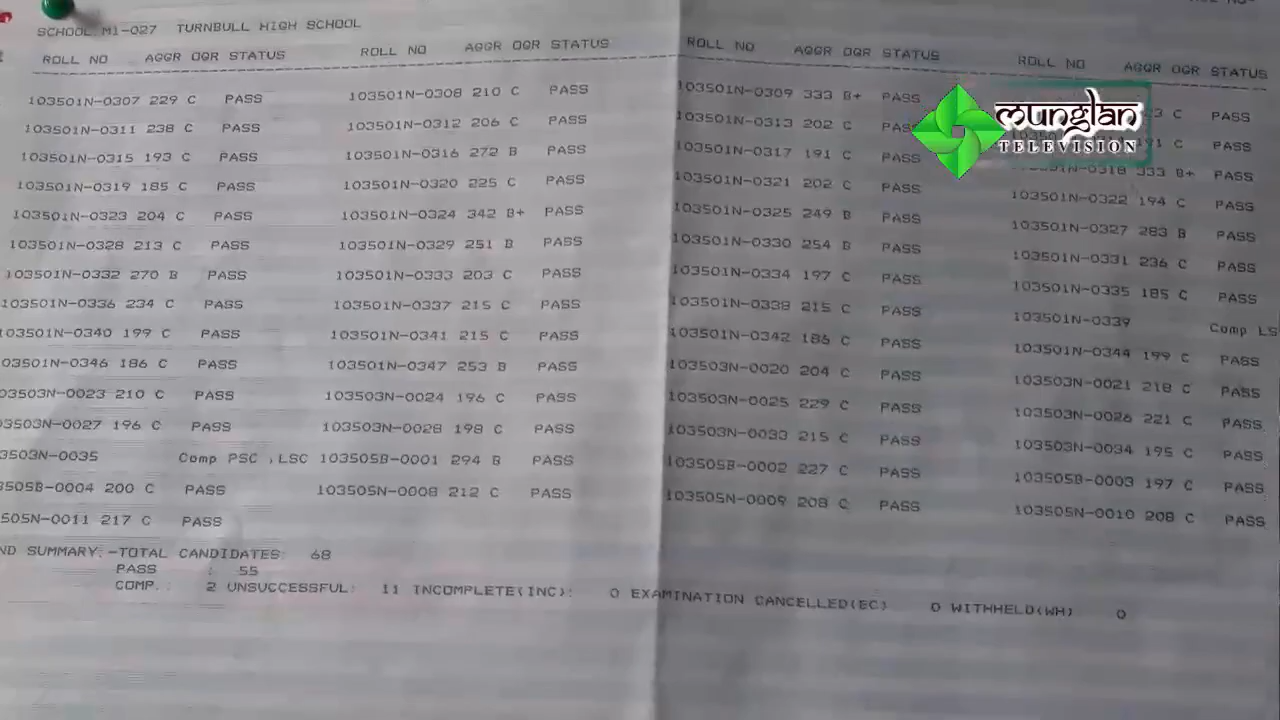 SCHOOL M1-027 TURNBULL HIGH SCHOOL
ROLL NO AGGR OGR STATUS ROLL NO AGGR OGR STATUS ROLL NO AGGR OGR STATUS ROLL NO AGGR OGR STATUS
103501N-0307 229 C PASS 103501N-0308 210 C PASS 103501N-0309 333 B+ PASS C PASS
103501N-0311 238 C PASS 103501N-0312 206 C PASS 103501N-0313 202 C PASS 191 C PASS
103501N-0315 193 C PASS 103501N-0316 272 B PASS 103501N-0317 191 C PASS 103501N-0318 333 B+ PASS
103501N-0319 185 C PASS 103501N-0320 225 C PASS 103501N-0321 202 C PASS 103501N-0322 194 C PASS
103501N-0323 204 C PASS 103501N-0324 342 B+ PASS 103501N-0325 249 B PASS 103501N-0327 283 B PASS
103501N-0328 213 C PASS 103501N-0329 251 B PASS 103501N-0330 254 B PASS 103501N-0331 236 C PASS
103501N-0332 270 B PASS 103501N-0333 203 C PASS 103501N-0334 197 C PASS 103501N-0335 185 C PASS
103501N-0336 234 C PASS 103501N-0337 215 C PASS 103501N-0338 215 C PASS 103501N-0339 Comp LS
103501N-0340 199 C PASS 103501N-0341 215 C PASS 103501N-0342 186 C PASS 103501N-0344 199 C PASS
103501N-0346 186 C PASS 103501N-0347 253 B PASS 103503N-0020 204 C PASS 103503N-0021 218 C PASS
03503N-0023 210 C PASS 103503N-0024 196 C PASS 103503N-0025 229 C PASS 103503N-0026 221 C PASS
03503N-0027 196 C PASS 103503N-0028 198 C PASS 103503N-0033 215 C PASS 103503N-0034 195 C PASS
3503N-0035 Comp PSC ,LSC 103505B-0001 294 B PASS 103505B-0002 227 C PASS 103505B-0003 197 C PASS
3505B-0004 200 C PASS 103505N-0008 212 C PASS 103505N-0009 208 C PASS 103505N-0010 208 C PASS
505N-0011 217 C PASS
ND SUMMARY:-TOTAL CANDIDATES: 68
PASS : 55
COMP.: 2 UNSUCCESSFUL: 11 INCOMPLETE(INC): 0 EXAMINATION CANCELLED(EC) 0 WITHHELD(WH) 0
munglan
TELEVISION